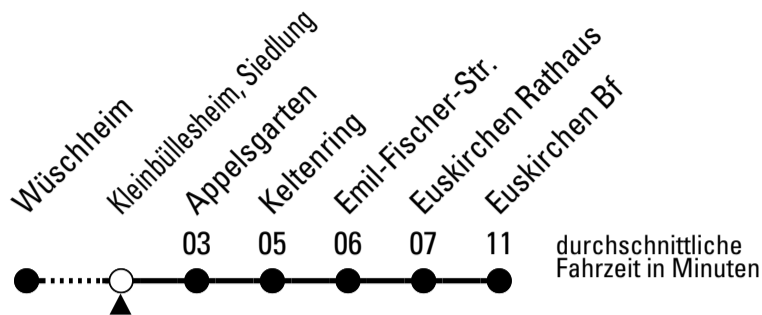 Wüschheim
Kleinbüllesheim, Siedlung
Appelsgarten
Keltenring
Emil-Fischer-Str.
Euskirchen Rathaus
Euskirchen Bf
03 05 06 07 11
durchschnittliche
Fahrzeit in Minuten